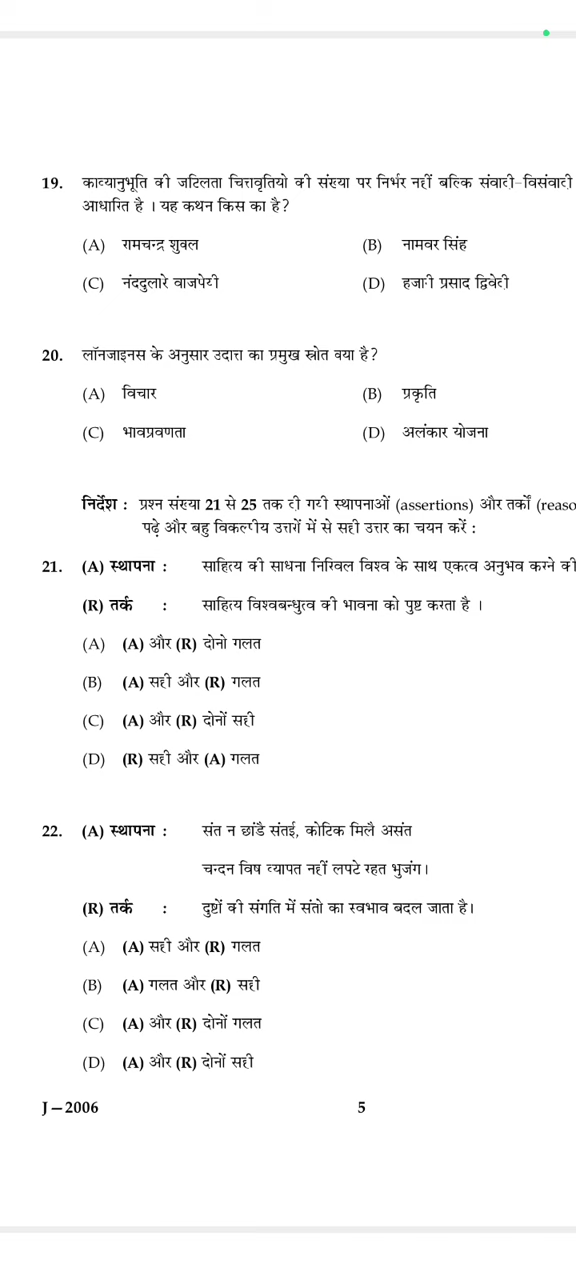 19. काव्यानुभूति की जटिलता चित्तवृतियो की संख्या पर निर्भर नहीं बल्कि संवादी-विसंवादी
आधारित है । यह कथन किस का है?
(A) रामचन्द्र शुक्ल (B) नामवर सिंह
(C) नंददुलारे वाजपेयी (D) हजारी प्रसाद द्विवेदी
20. लॉनजाइनस के अनुसार उदात्त का प्रमुख स्रोत क्या है?
(A) विचार (B) प्रकृति
(C) भावप्रवणता (D) अलंकार योजना
निर्देश : प्रश्न संख्या 21 से 25 तक दी गयी स्थापनाओं (assertions) और तर्कों (reaso
पढ़े और बहु विकल्पीय उत्तरों में से सही उत्तर का चयन करें :
21. (A) स्थापना : साहित्य की साधना निखिल विश्व के साथ एकत्व अनुभव करने की
(R) तर्क : साहित्य विश्वबन्धुत्व की भावना को पुष्ट करता है ।
(A) (A) और (R) दोनो गलत
(B) (A) सही और (R) गलत
(C) (A) और (R) दोनों सही
(D) (R) सही और (A) गलत
22. (A) स्थापना : संत न छांडै संतई, कोटिक मिलै असंत
चन्दन विष व्यापत नहीं लपटे रहत भुजंग।
(R) तर्क : दुष्टों की संगति में संतो का स्वभाव बदल जाता है।
(A) (A) सही और (R) गलत
(B) (A) गलत और (R) सही
(C) (A) और (R) दोनों गलत
(D) (A) और (R) दोनों सही
J-2006 5